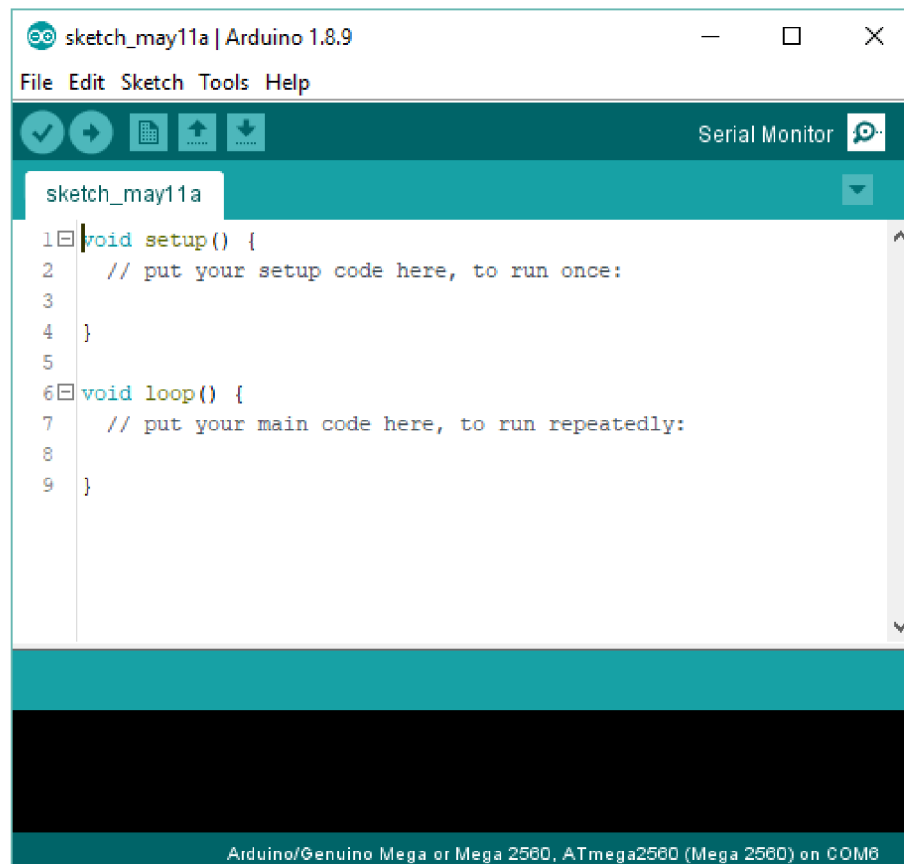 sketch_may11a | Arduino 1.8.9
File Edit Sketch Tools Help
Serial Monitor
sketch_may11a
1 void setup() {
2 // put your setup code here, to run once:
3
4 }
5
6 void loop() {
7 // put your main code here, to run repeatedly:
8
9 }
Arduino/Genuino Mega or Mega 2560, ATmega2560 (Mega 2560) on COM6